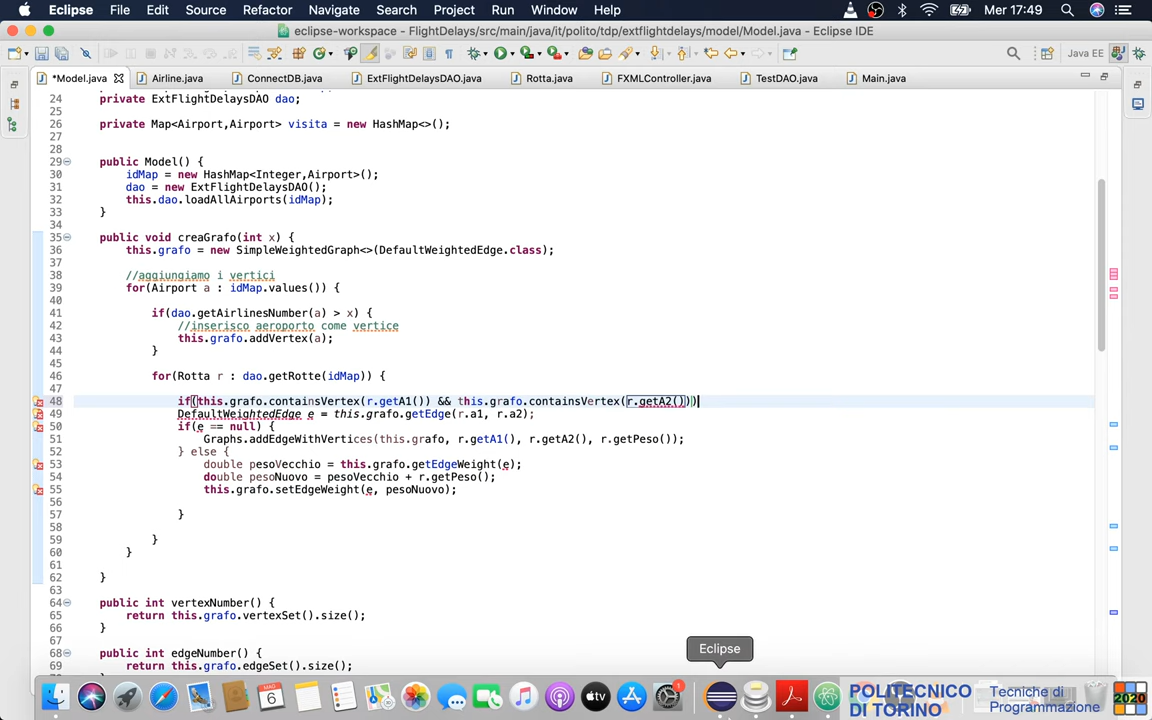 Eclipse File Edit Source Refactor Navigate Search Project Run Window Help Mer 17:49
eclipse-workspace - FlightDelays/src/main/java/it/polito/tdp/extflightdelays/model/Model.java - Eclipse IDE
Java EE
*Model.java Airline.java ConnectDB.java ExtFlightDelaysDAO.java Rotta.java FXMLController.java TestDAO.java Main.java
24 private ExtFlightDelaysDAO dao;
25
26 private Map<Airport,Airport> visita = new HashMap<>();
27
28
29 public Model() {
30 idMap = new HashMap<Integer,Airport>();
31 dao = new ExtFlightDelaysDAO();
32 this.dao.loadAllAirports(idMap);
33 }
34
35 public void creaGrafo(int x) {
36 this.grafo = new SimpleWeightedGraph<>(DefaultWeightedEdge.class);
37
38 //aggiungiamo i vertici
39 for(Airport a : idMap.values()) {
40
41 if(dao.getAirlinesNumber(a) > x) {
42 //inserisco aeroporto come vertice
43 this.grafo.addVertex(a);
44 }
45
46 for(Rotta r : dao.getRotte(idMap)) {
47
48 if(this.grafo.containsVertex(r.getA1()) && this.grafo.containsVertex(r.getA2()))
49 DefaultWeightedEdge e = this.grafo.getEdge(r.a1, r.a2);
50 if(e == null) {
51 Graphs.addEdgeWithVertices(this.grafo, r.getA1(), r.getA2(), r.getPeso());
52 } else {
53 double pesoVecchio = this.grafo.getEdgeWeight(e);
54 double pesoNuovo = pesoVecchio + r.getPeso();
55 this.grafo.setEdgeWeight(e, pesoNuovo);
56
57 }
58
59 }
60 }
61
62 }
63
64 public int vertexNumber() {
65 return this.grafo.vertexSet().size();
66 }
67
68 public int edgeNumber() {
69 return this.grafo.edgeSet().size();
Eclipse
POLITECNICO
DI TORINO
Tecniche di
Programmazione
2020